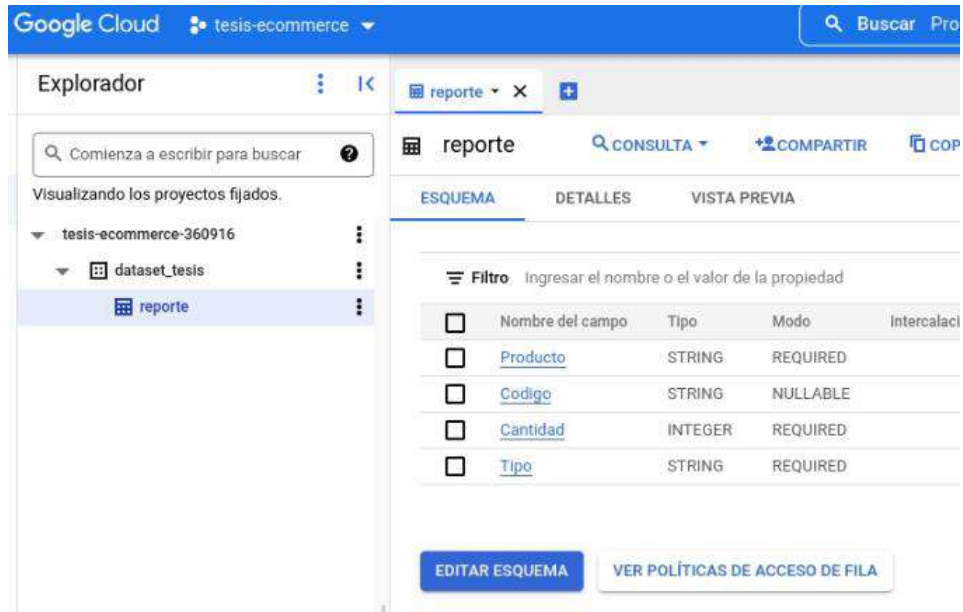 Google Cloud tesis-ecommerce Buscar Pro
Explorador
reporte
Comienza a escribir para buscar
reporte CONSULTA COMPARTIR COP
Visualizando los proyectos fijados.
ESQUEMA DETALLES VISTA PREVIA
tesis-ecommerce-360916
dataset_tesis
reporte
Filtro Ingresar el nombre o el valor de la propiedad
Nombre del campo Tipo Modo Intercalaci
Producto STRING REQUIRED
Codigo STRING NULLABLE
Cantidad INTEGER REQUIRED
Tipo STRING REQUIRED
EDITAR ESQUEMA VER POLÍTICAS DE ACCESO DE FILA